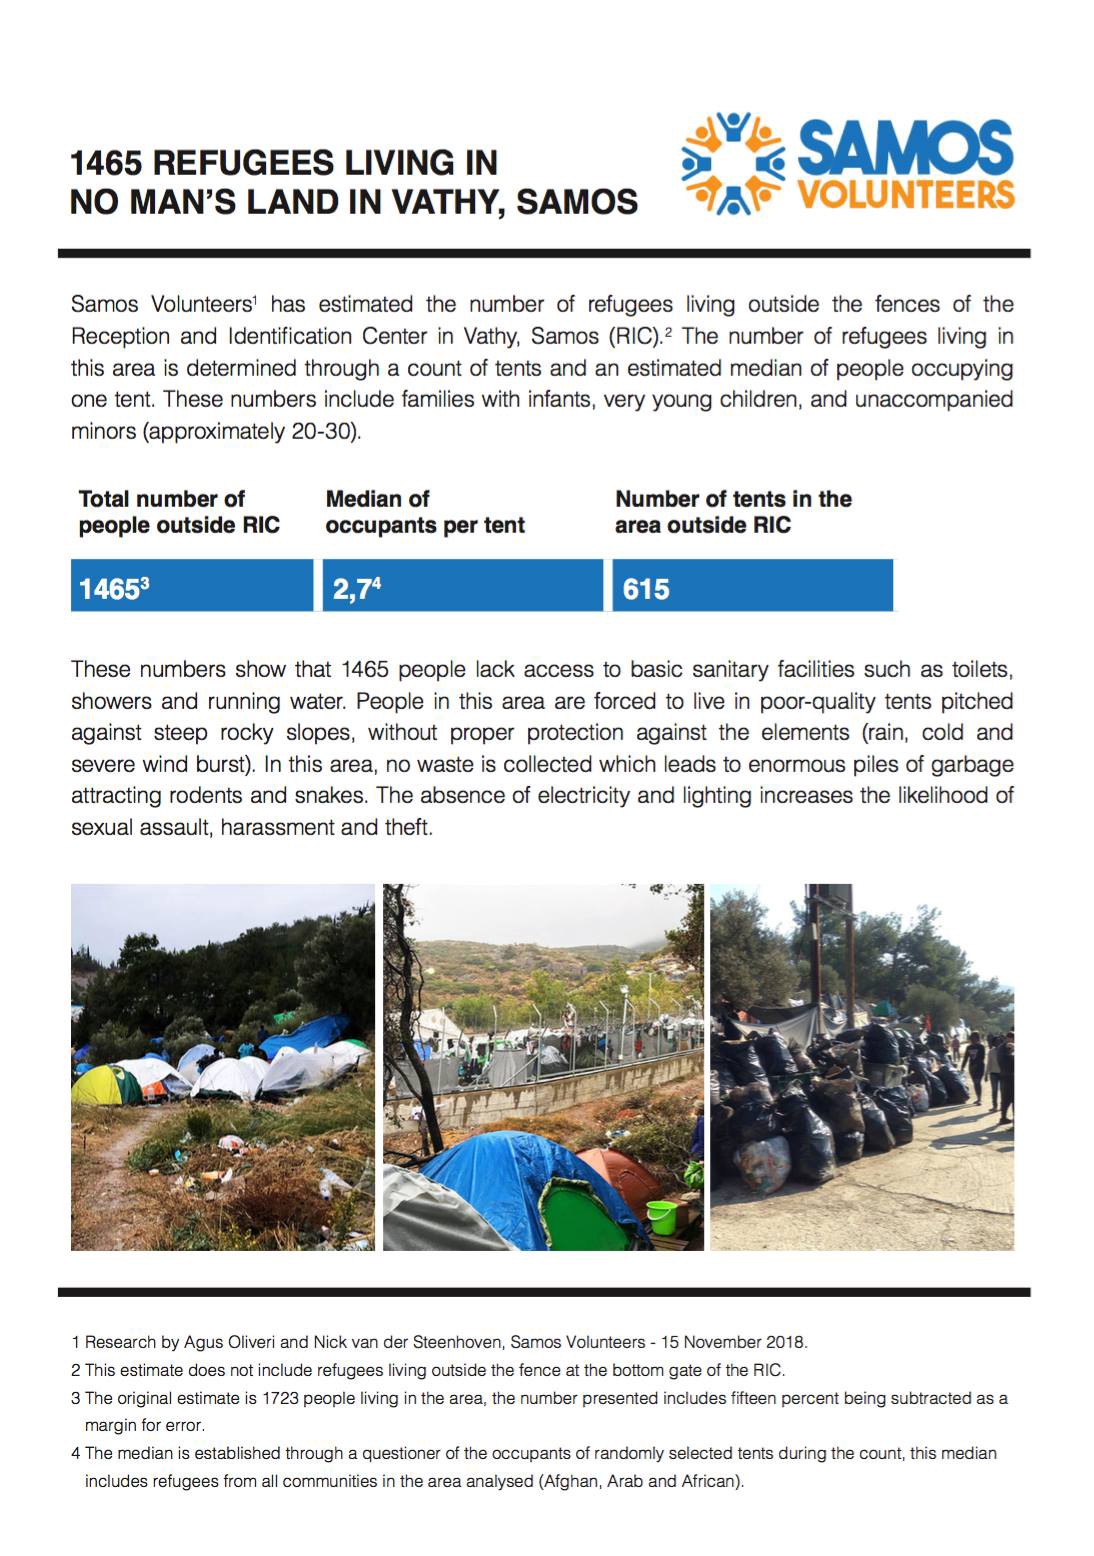 1465 REFUGEES LIVING IN
NO MAN'S LAND IN VATHY, SAMOS
SAMOS
VOLUNTEERS
Samos Volunteers¹ has estimated the number of refugees living outside the fences of the
Reception and Identification Center in Vathy, Samos (RIC).² The number of refugees living in
this area is determined through a count of tents and an estimated median of people occupying
one tent. These numbers include families with infants, very young children, and unaccompanied
minors (approximately 20-30).
Total number of
people outside RIC
Median of
occupants per tent
Number of tents in the
area outside RIC
1465³
2,7⁴
615
These numbers show that 1465 people lack access to basic sanitary facilities such as toilets,
showers and running water. People in this area are forced to live in poor-quality tents pitched
against steep rocky slopes, without proper protection against the elements (rain, cold and
severe wind burst). In this area, no waste is collected which leads to enormous piles of garbage
attracting rodents and snakes. The absence of electricity and lighting increases the likelihood of
sexual assault, harassment and theft.
1 Research by Agus Oliveri and Nick van der Steenhoven, Samos Volunteers - 15 November 2018.
2 This estimate does not include refugees living outside the fence at the bottom gate of the RIC.
3 The original estimate is 1723 people living in the area, the number presented includes fifteen percent being subtracted as a
margin for error.
4 The median is established through a questioner of the occupants of randomly selected tents during the count, this median
includes refugees from all communities in the area analysed (Afghan, Arab and African).